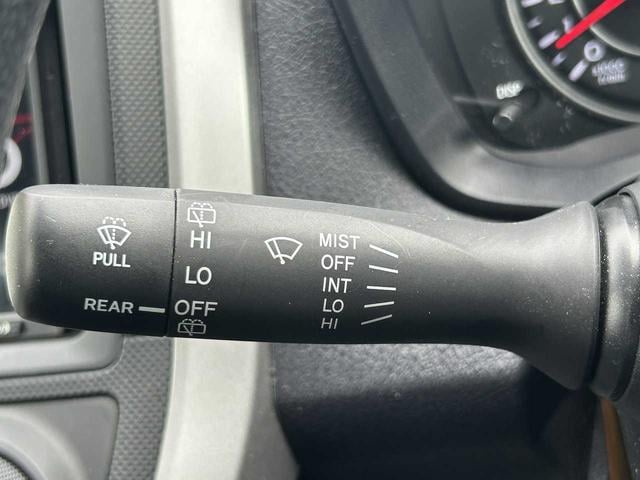 DISP
PULL
REAR
HI
LO
OFF
MIST
OFF
INT
LO
HI